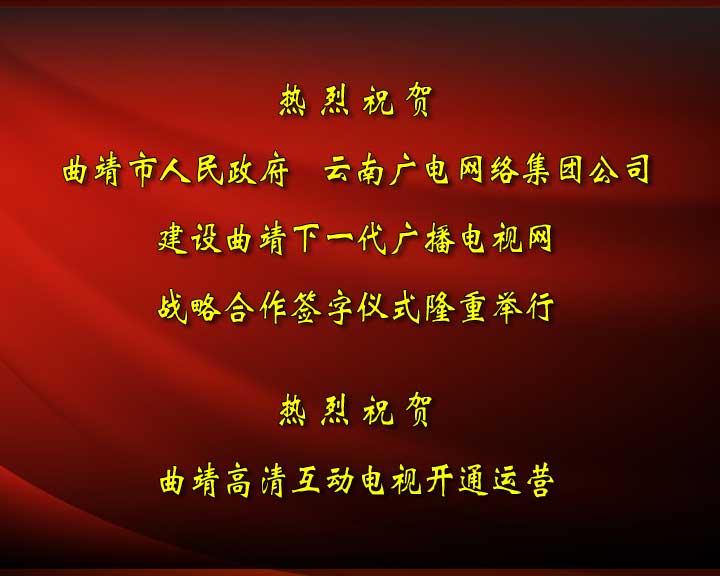 热烈祝贺
曲靖市人民政府 云南广电网络集团公司
建设曲靖下一代广播电视网
战略合作签字仪式隆重举行
热烈祝贺
曲靖高清互动电视开通运营